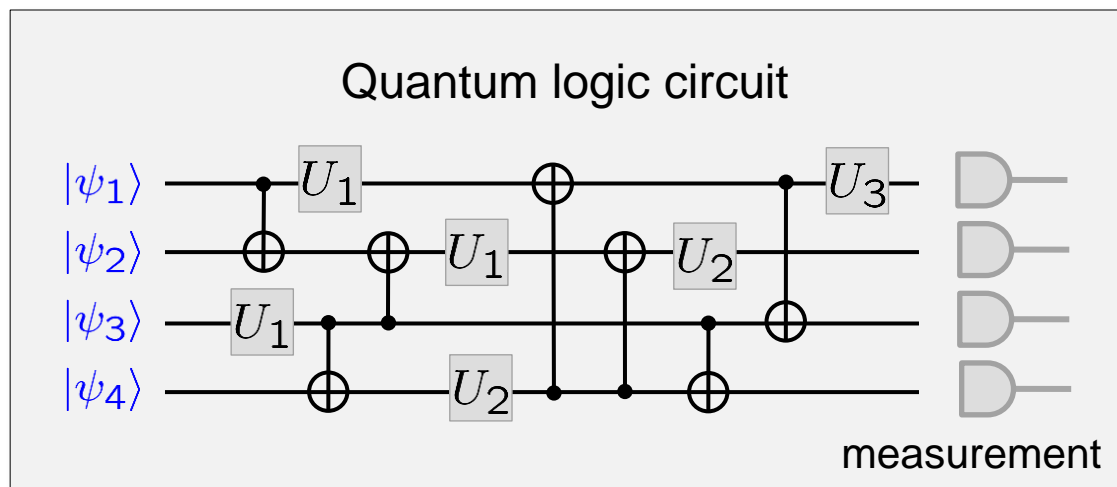 Quantum logic circuit
|ψ₁⟩ U₁ U₃
|ψ₂⟩ U₁ U₂
|ψ₃⟩ U₁
|ψ₄⟩ U₂
measurement